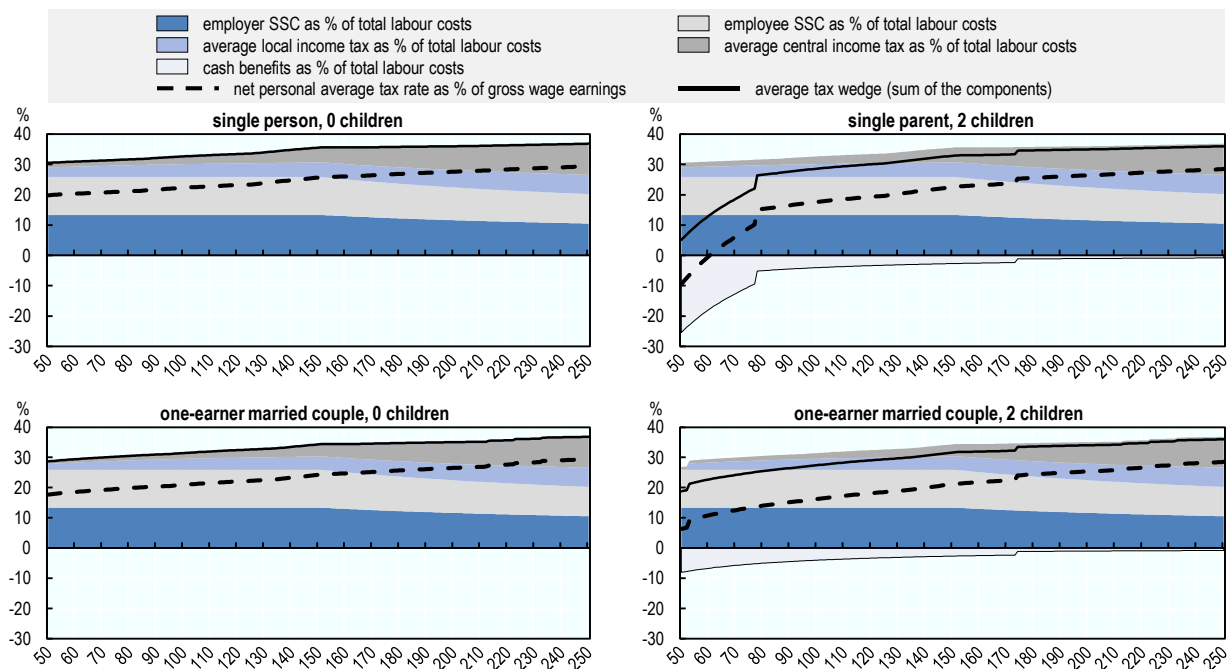 employer SSC as % of total labour costs
employee SSC as % of total labour costs
average local income tax as % of total labour costs
average central income tax as % of total labour costs
cash benefits as % of total labour costs
net personal average tax rate as % of gross wage earnings
average tax wedge (sum of the components)
%
single person, 0 children
40
30
20
10
0
-10
-20
-30
50 60 70 80 90 100 110 120 130 140 150 160 170 180 190 200 210 220 230 240 250
%
single parent, 2 children
40
30
20
10
0
-10
-20
-30
50 60 70 80 90 100 110 120 130 140 150 160 170 180 190 200 210 220 230 240 250
%
one-earner married couple, 0 children
40
30
20
10
0
-10
-20
-30
50 60 70 80 90 100 110 120 130 140 150 160 170 180 190 200 210 220 230 240 250
%
one-earner married couple, 2 children
40
30
20
10
0
-10
-20
-30
50 60 70 80 90 100 110 120 130 140 150 160 170 180 190 200 210 220 230 240 250